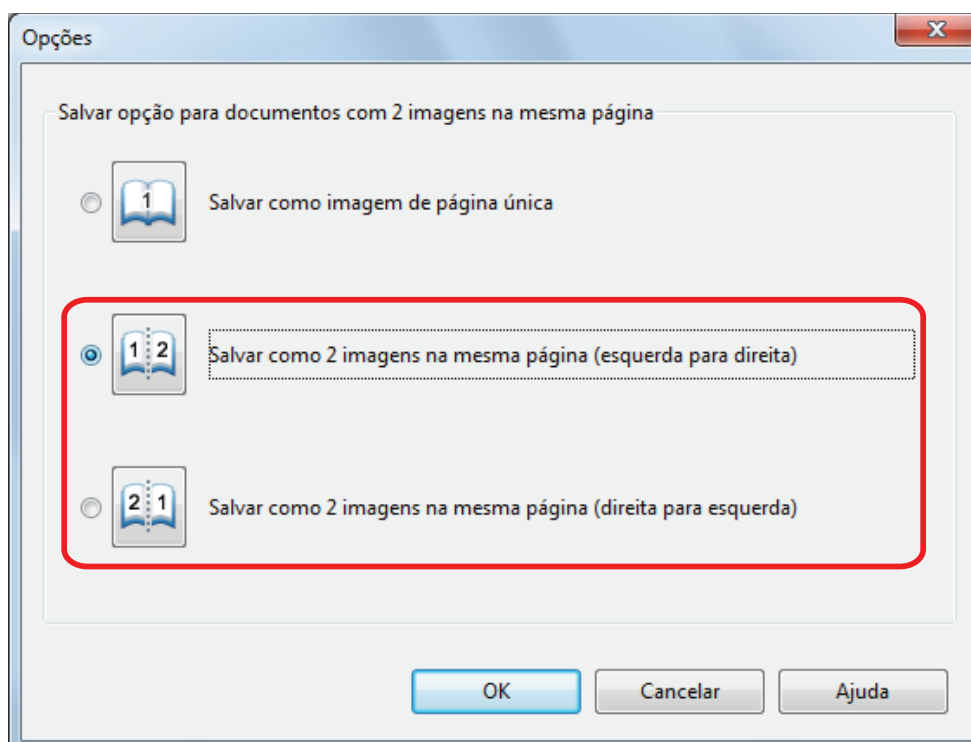 Opções
x
Salvar opção para documentos com 2 imagens na mesma página
1
Salvar como imagem de página única
1 2
Salvar como 2 imagens na mesma página (esquerda para direita)
2 1
Salvar como 2 imagens na mesma página (direita para esquerda)
OK
Cancelar
Ajuda